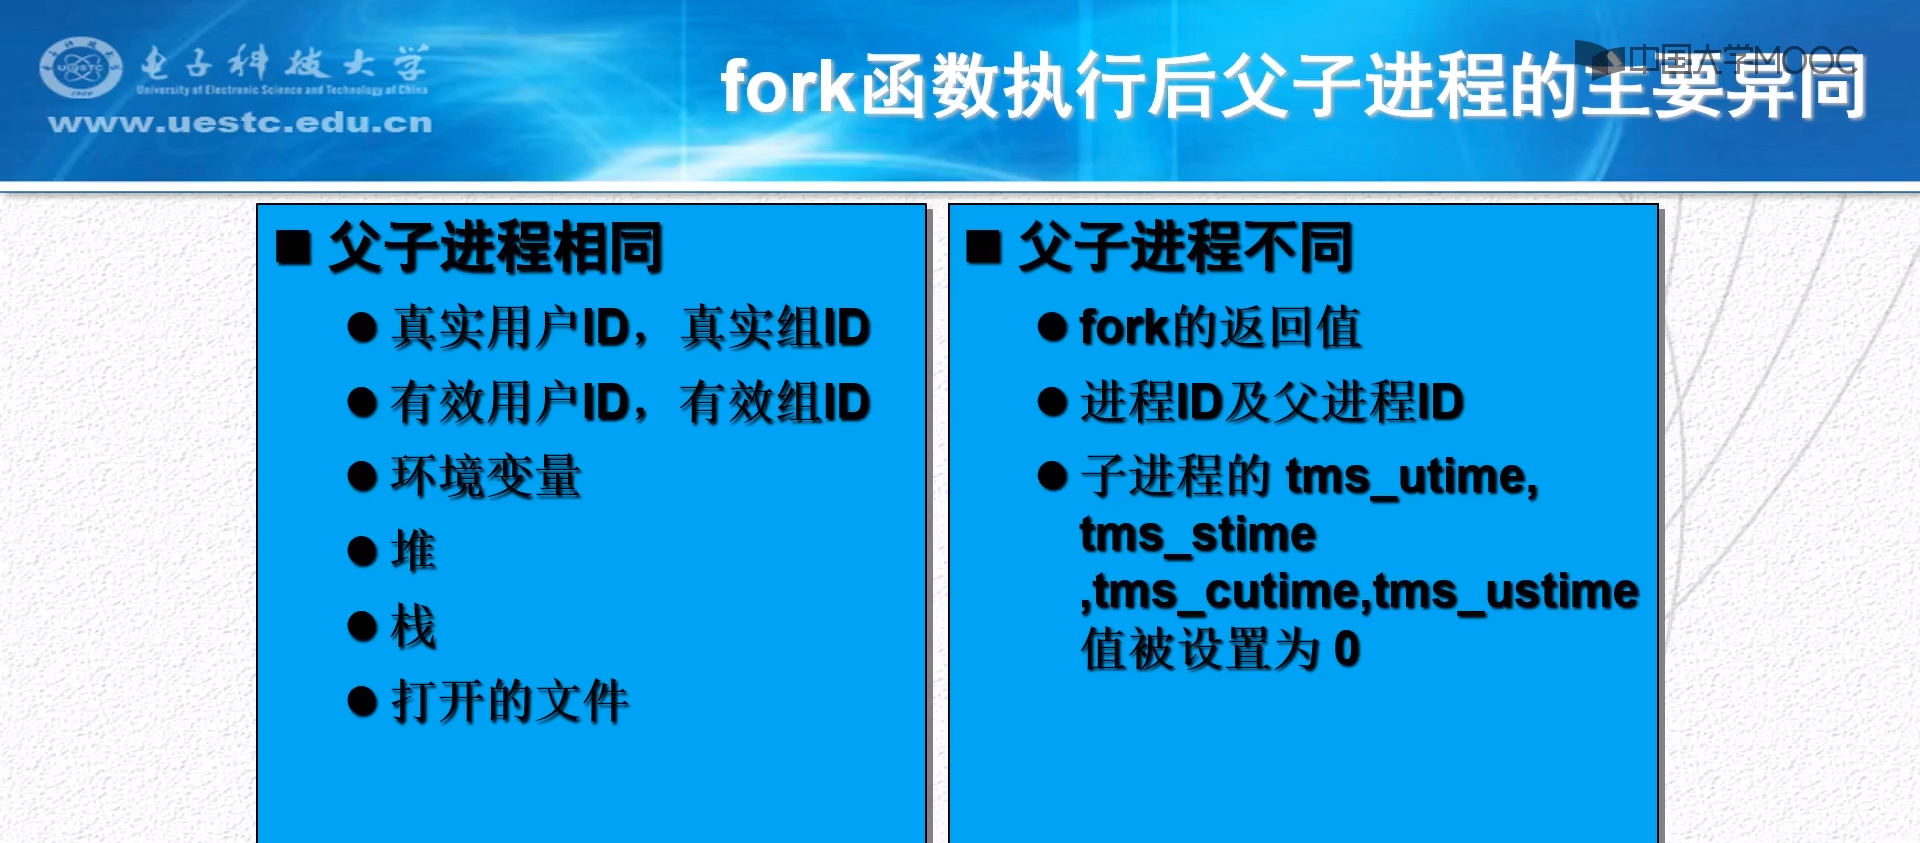 电子科技大学
University of Electronic Science and Technology of China
www.uestc.edu.cn
UESTC
1956
中国大学MOOC
fork函数执行后父子进程的主要异同
■ 父子进程相同
● 真实用户ID，真实组ID
● 有效用户ID，有效组ID
● 环境变量
● 堆
● 栈
● 打开的文件
■ 父子进程不同
● fork的返回值
● 进程ID及父进程ID
● 子进程的 tms_utime,
tms_stime
,tms_cutime,tms_ustime
值被设置为 0